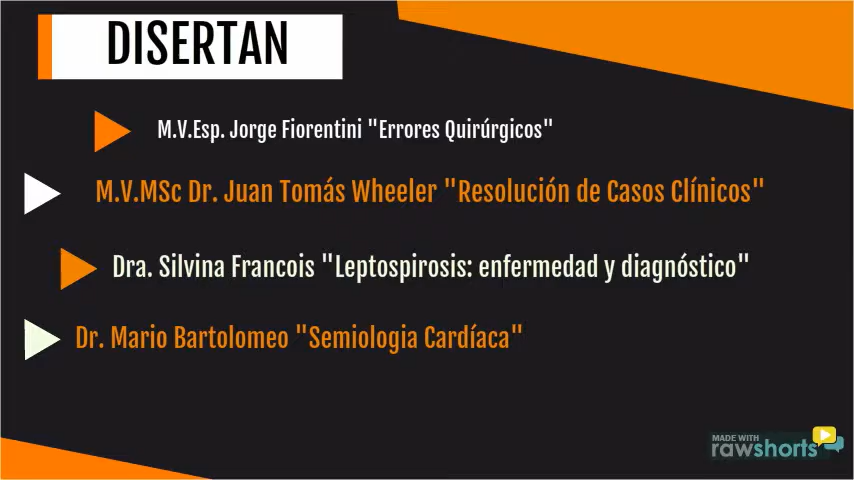 DISERTAN
M.V.Esp. Jorge Fiorentini "Errores Quirúrgicos"
M.V.MSc Dr. Juan Tomás Wheeler "Resolución de Casos Clínicos"
Dra. Silvina Francois "Leptospirosis: enfermedad y diagnóstico"
Dr. Mario Bartolomeo "Semiologia Cardíaca"
MADE WITH
rawshorts